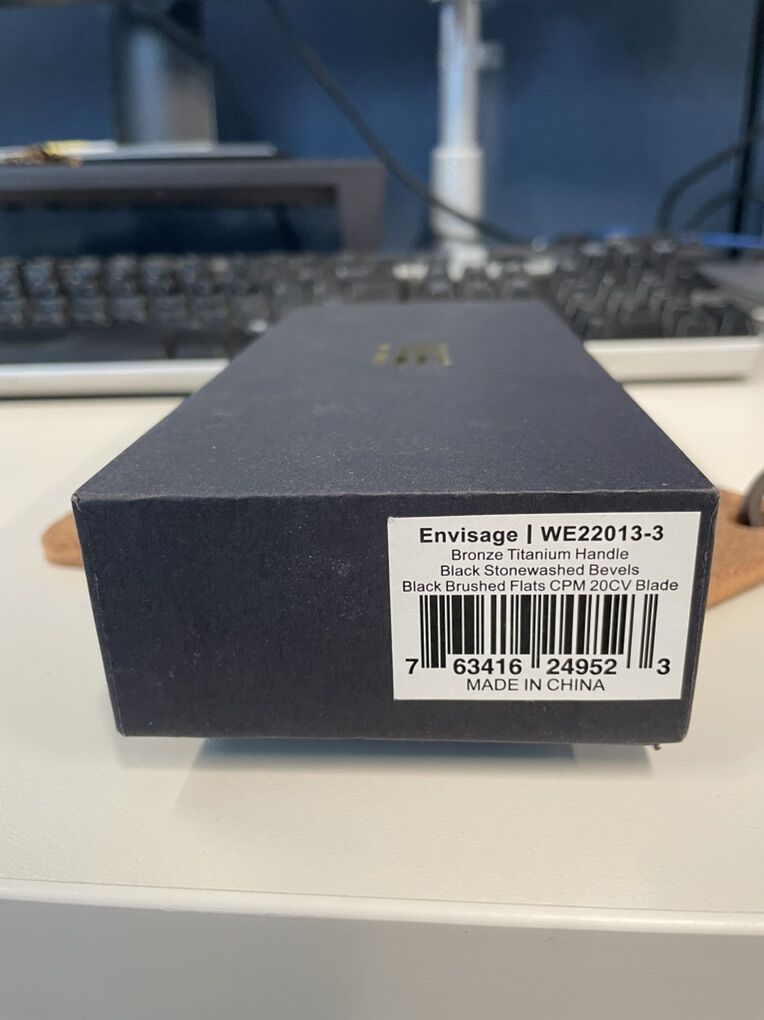 Envisage | WE22013-3
Bronze Titanium Handle
Black Stonewashed Bevels
Black Brushed Flats CPM 20CV Blade
7 63416 24952 3
MADE IN CHINA